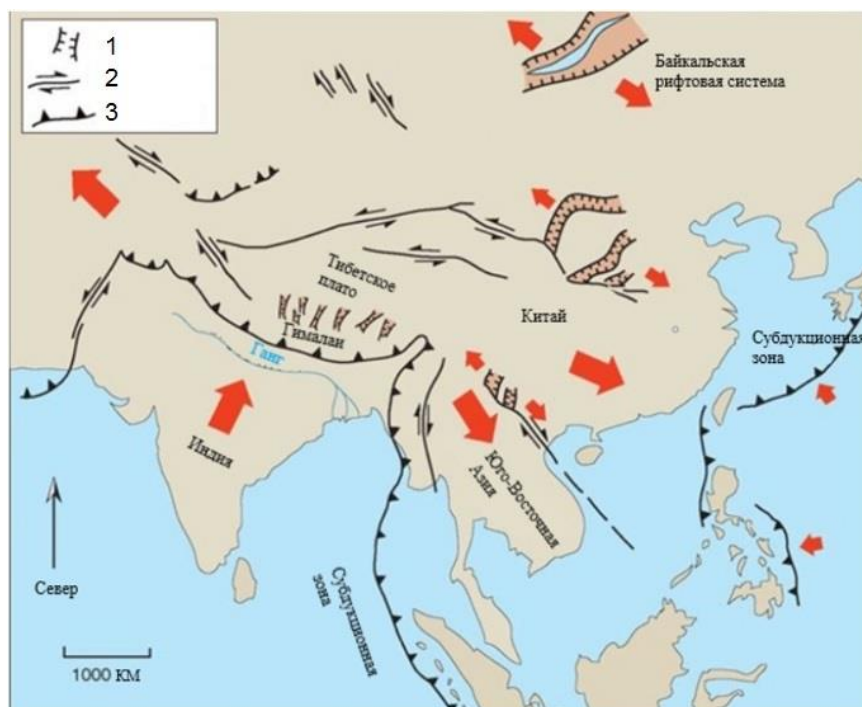 1
2
3
Байкальская
рифтовая система
Тибетское
плато
Гималаи
Ганг
Китай
Субдукционная
зона
Индия
Юго-Восточная
Азия
Север
Субдукционная
зона
1000 КМ